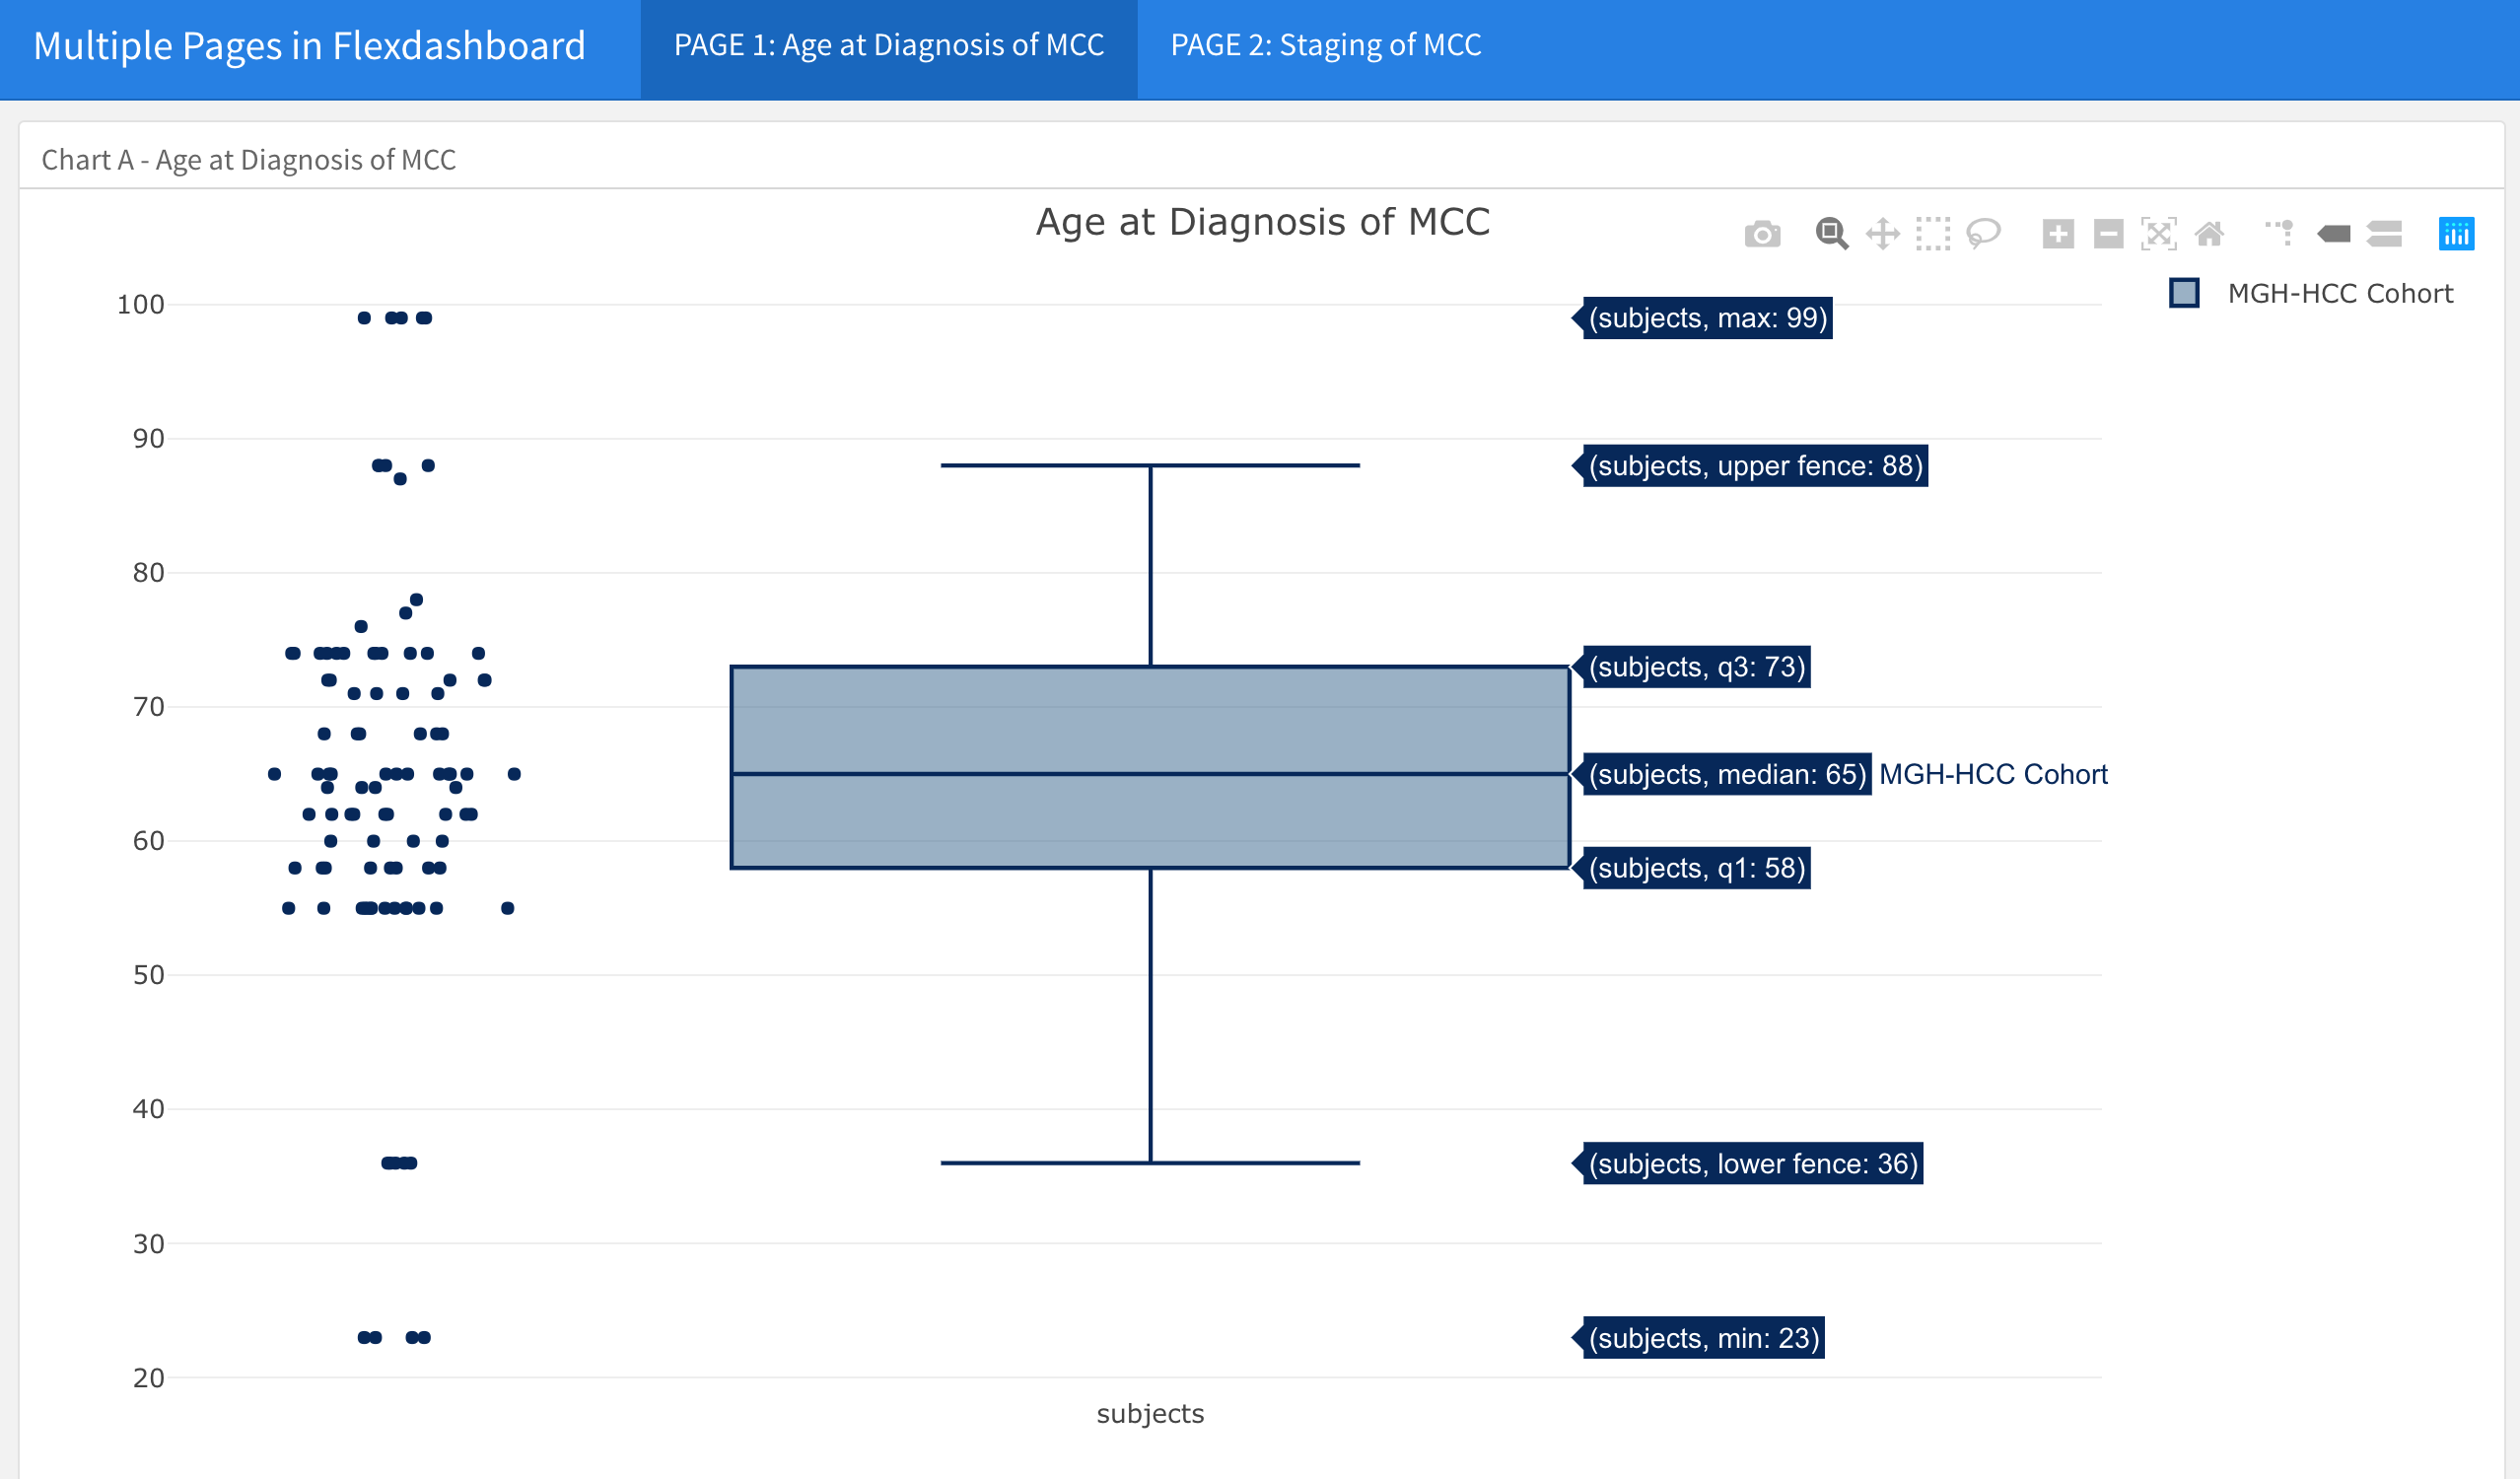 Multiple Pages in Flexdashboard
PAGE 1: Age at Diagnosis of MCC
PAGE 2: Staging of MCC
Chart A - Age at Diagnosis of MCC
Age at Diagnosis of MCC
MGH-HCC Cohort
100
(subjects, max: 99)
90
(subjects, upper fence: 88)
80
(subjects, q3: 73)
70
(subjects, median: 65) MGH-HCC Cohort
60
(subjects, q1: 58)
50
40
(subjects, lower fence: 36)
30
(subjects, min: 23)
20
subjects